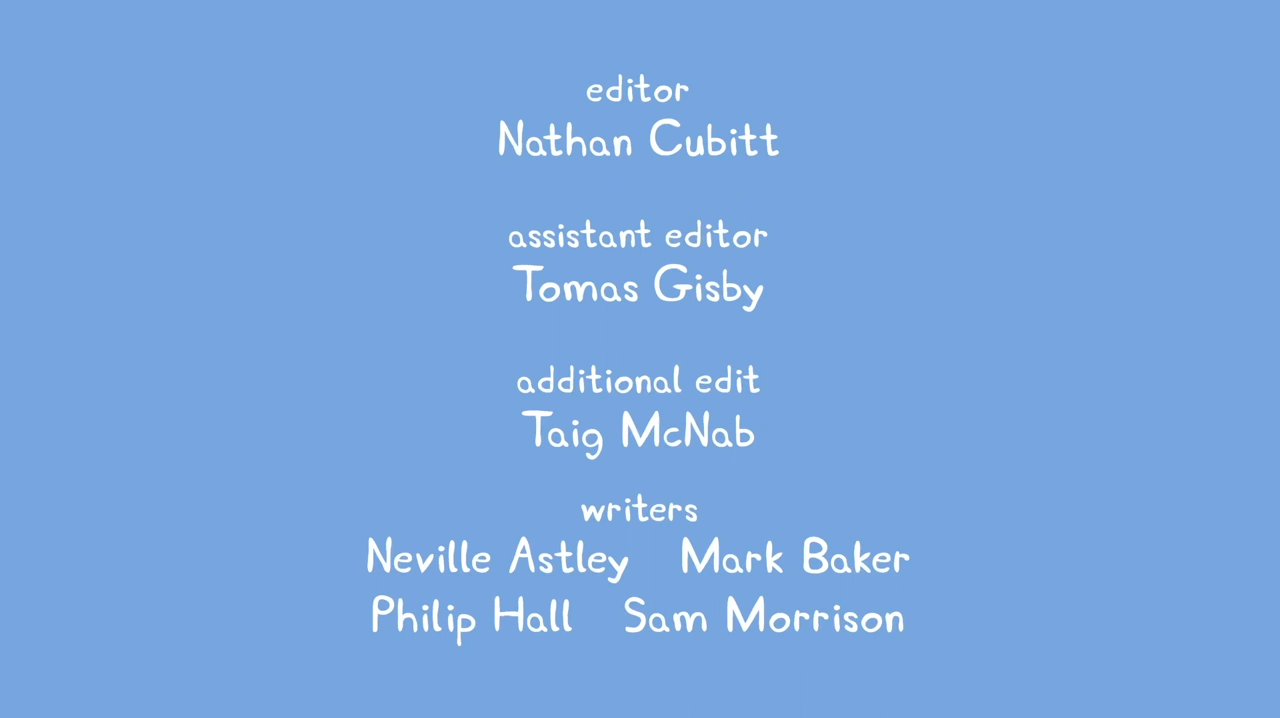 editor
Nathan Cubitt
assistant editor
Tomas Gisby
additional edit
Taig McNab
writers
Neville Astley Mark Baker
Philip Hall Sam Morrison